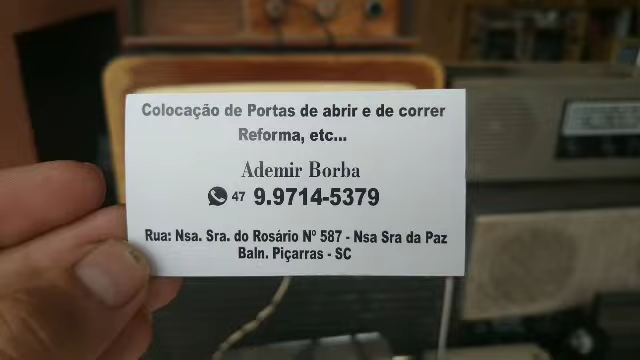 Colocação de Portas de abrir e de correr
Reforma, etc...
Ademir Borba
47 9.9714-5379
Rua: Nsa. Sra. do Rosário Nº 587 - Nsa Sra da Paz
Baln. Piçarras - SC